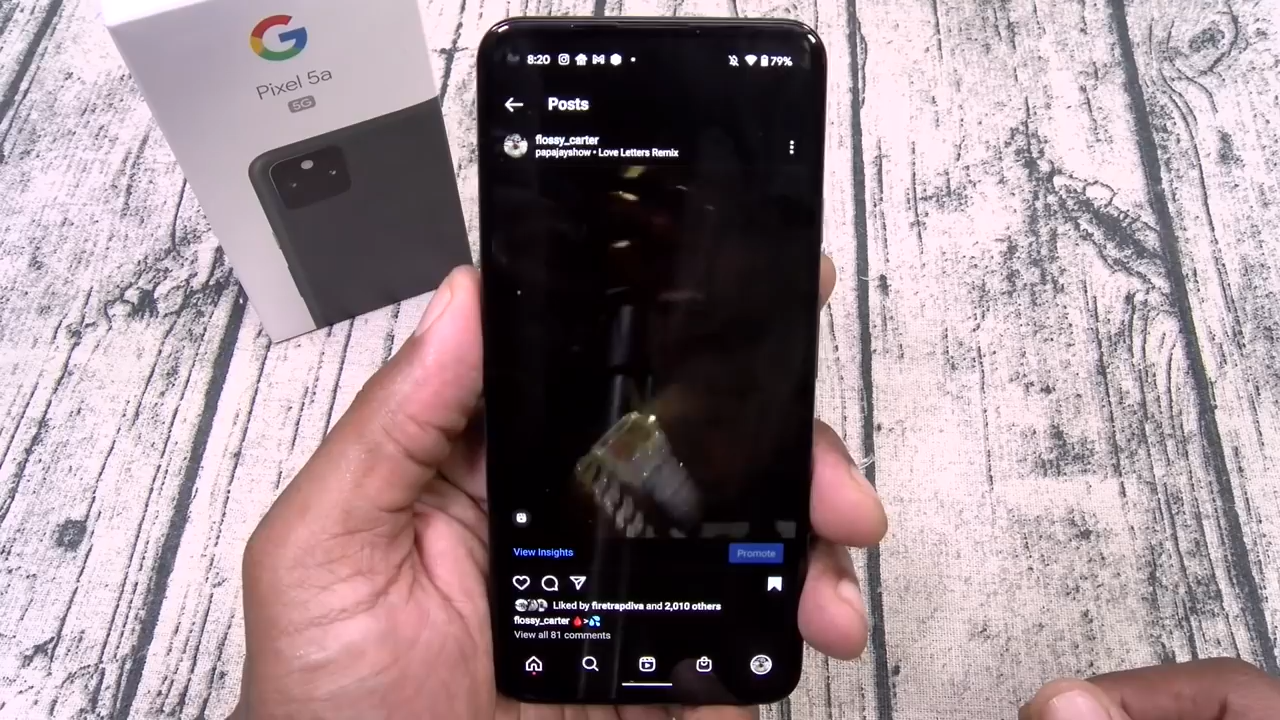 G
Pixel 5a
5G
8:20
79%
Posts
flossy_carter
papajayshow • Love Letters Remix
View Insights
Promote
Liked by firetrapdiva and 2,010 others
flossy_carter 🩸>💦
View all 81 comments